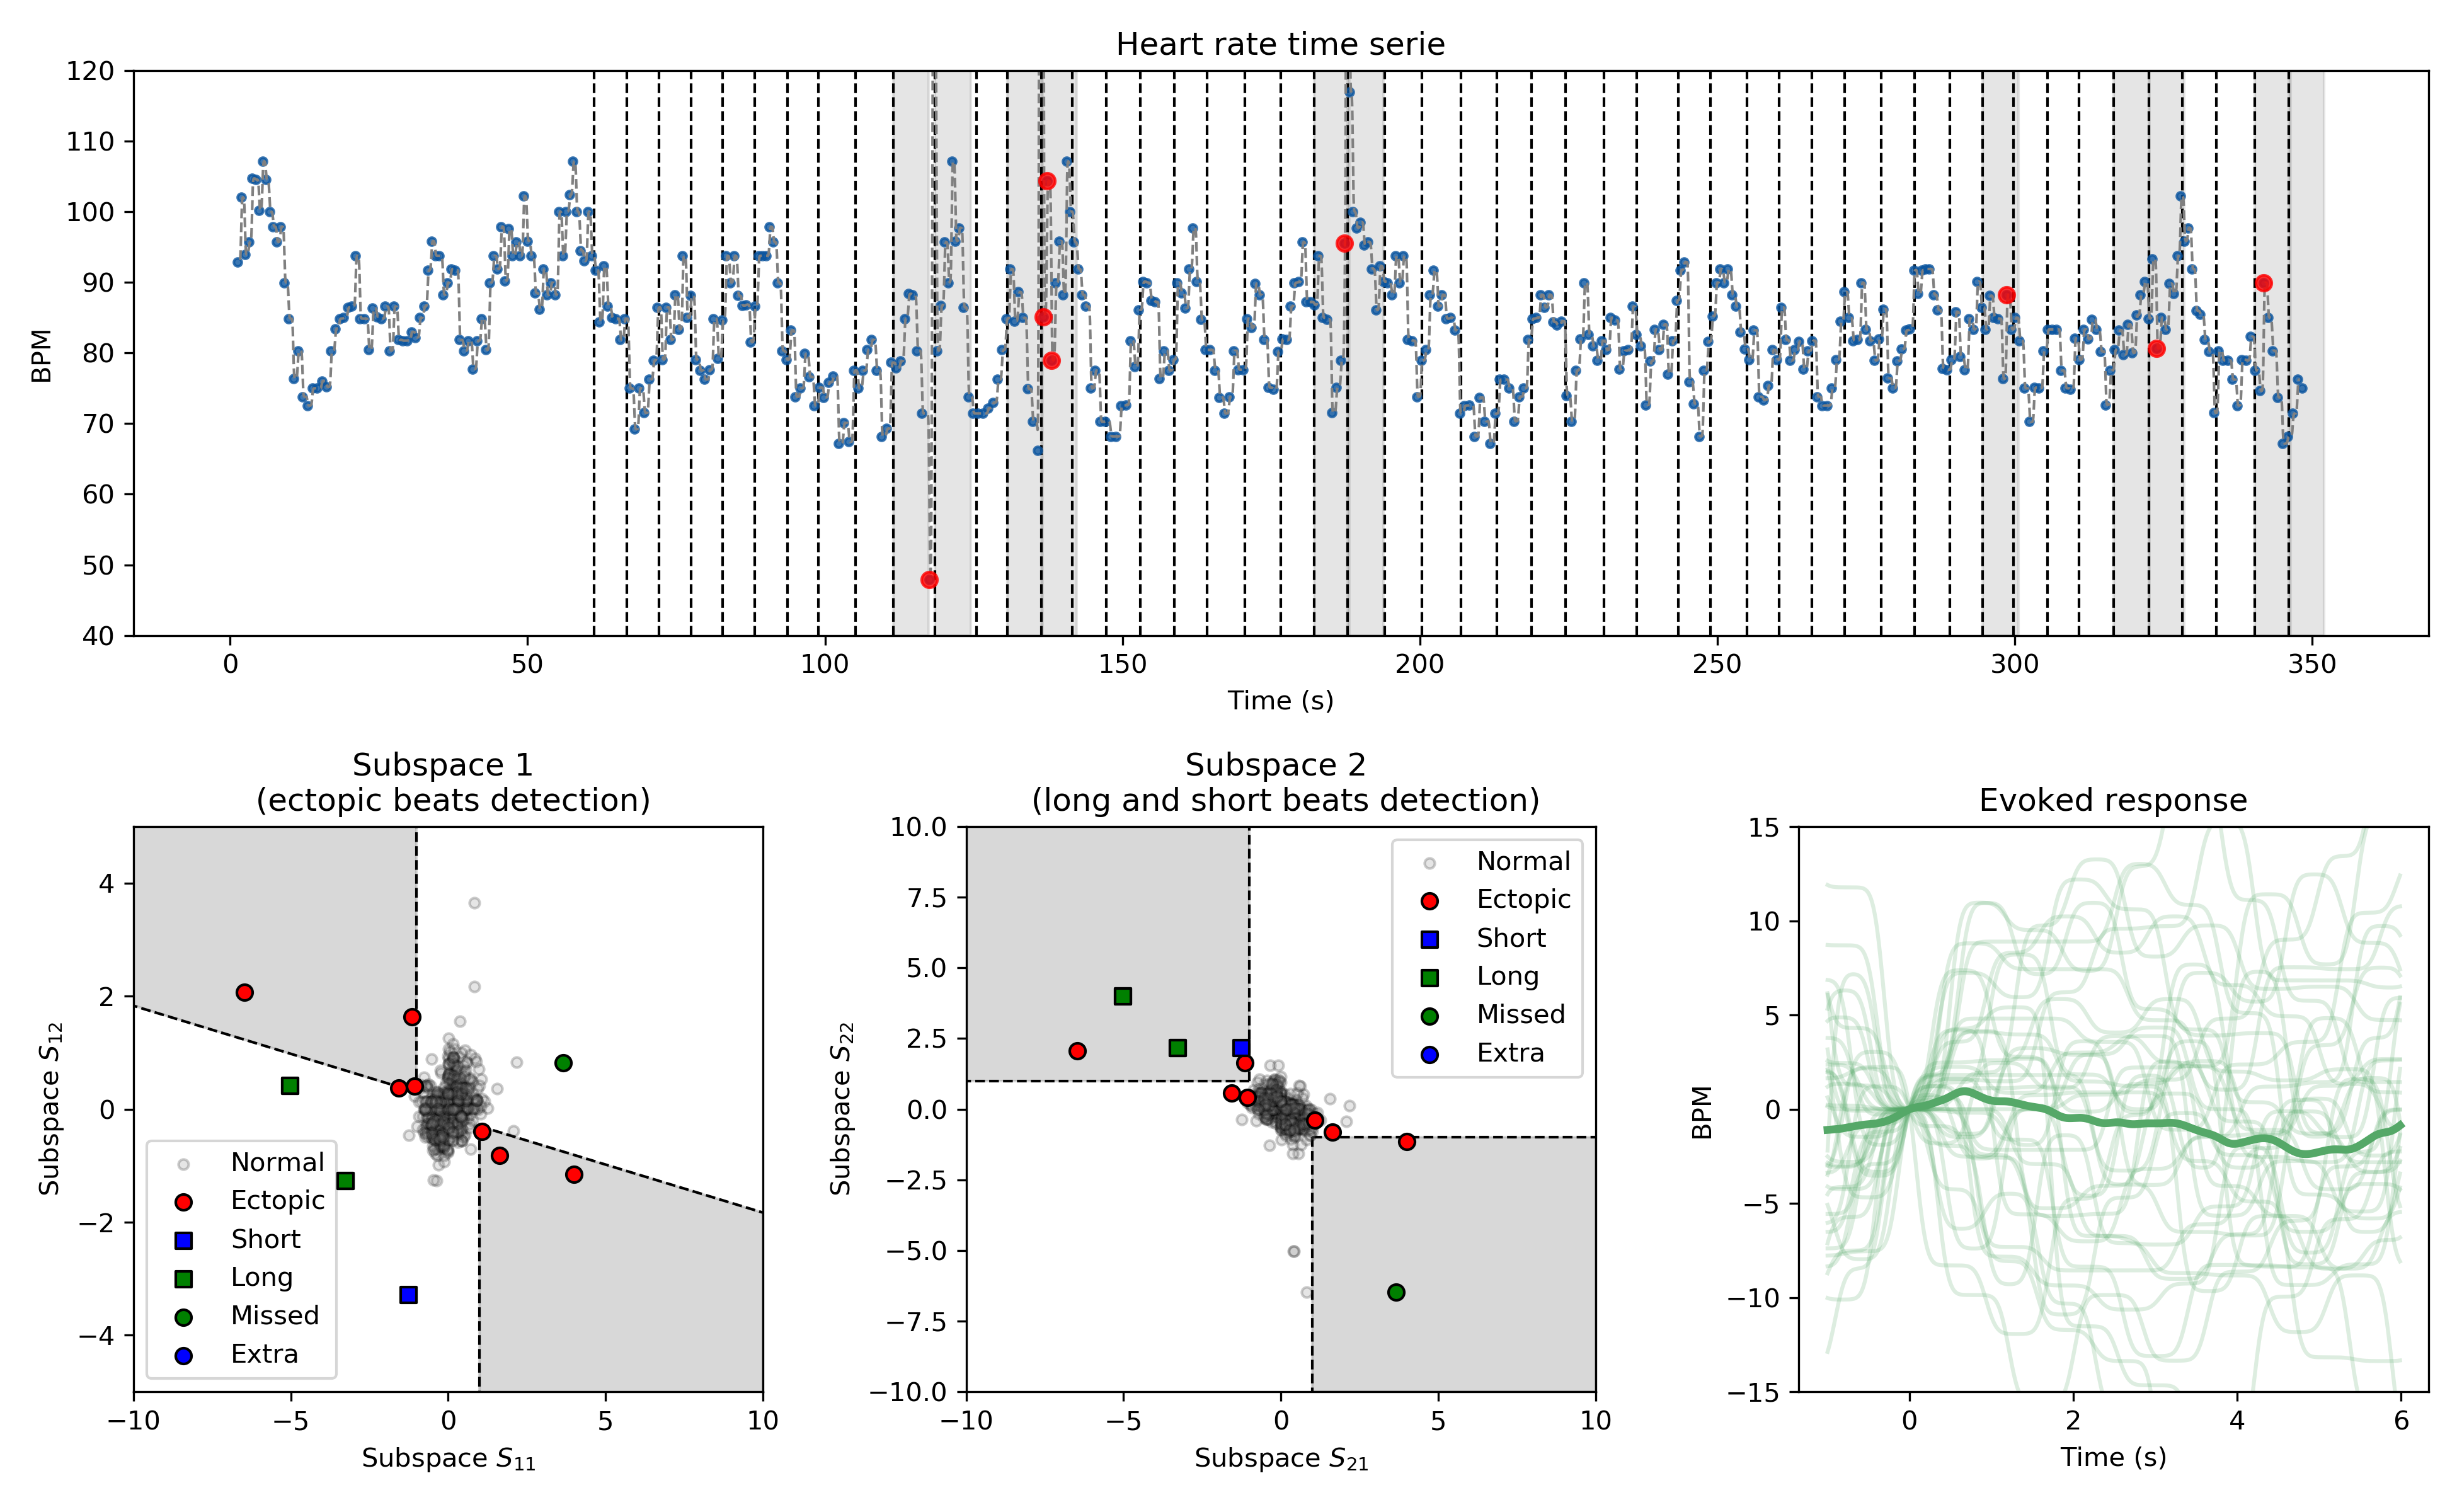 Heart rate time serie
120
110
100
90
80
70
60
50
40
BPM
0 50 100 150 200 250 300 350
Time (s)
Subspace 1
(ectopic beats detection)
4
2
0
−2
−4
Subspace S12
Normal
Ectopic
Short
Long
Missed
Extra
−10 −5 0 5 10
Subspace S11
Subspace 2
(long and short beats detection)
10.0
7.5
5.0
2.5
0.0
−2.5
−5.0
−7.5
−10.0
Subspace S22
Normal
Ectopic
Short
Long
Missed
Extra
−10 −5 0 5 10
Subspace S21
Evoked response
15
10
5
0
−5
−10
−15
BPM
0 2 4 6
Time (s)